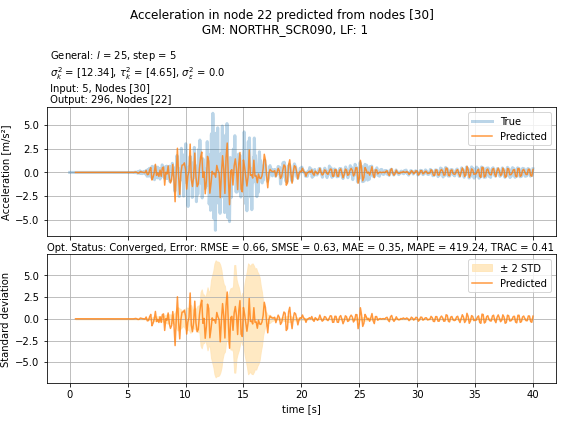 Acceleration in node 22 predicted from nodes [30]
GM: NORTHR_SCR090, LF: 1
General: l = 25, step = 5
σ²ₖ = [12.34], τ²ₖ = [4.65], σ²ε = 0.0
Input: 5, Nodes [30]
Output: 296, Nodes [22]
Acceleration [m/s²]
5.0
2.5
0.0
−2.5
−5.0
True
Predicted
Opt. Status: Converged, Error: RMSE = 0.66, SMSE = 0.63, MAE = 0.35, MAPE = 419.24, TRAC = 0.41
Standard deviation
5.0
2.5
0.0
−2.5
−5.0
± 2 STD
Predicted
0 5 10 15 20 25 30 35 40
time [s]